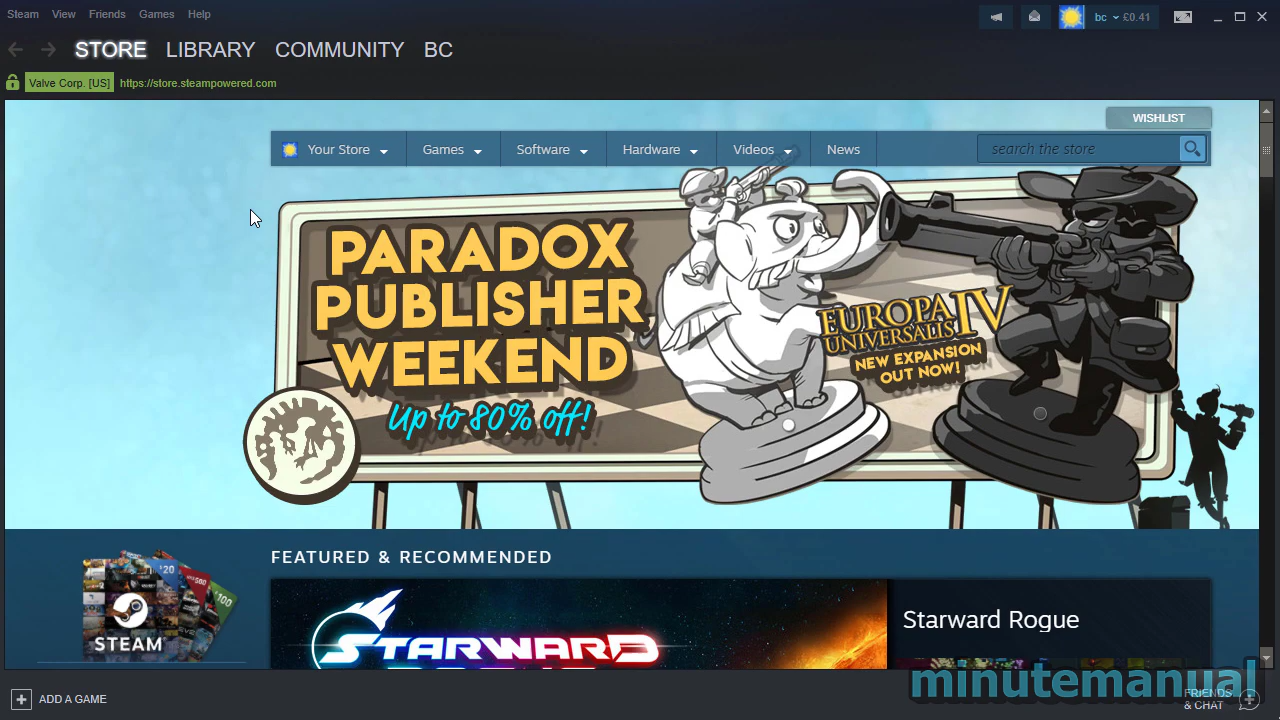 Steam View Friends Games Help
bc £0.41
STORE LIBRARY COMMUNITY BC
Valve Corp. [US] https://store.steampowered.com
WISHLIST
Your Store Games Software Hardware Videos News search the store
PARADOX
PUBLISHER
WEEKEND
Up to 80% off!
EUROPA
UNIVERSALIS IV
NEW EXPANSION
OUT NOW!
FEATURED & RECOMMENDED
$20
$100
STEAM
STARWARD
Starward Rogue
ADD A GAME
minutemanual
FRIENDS
& CHAT